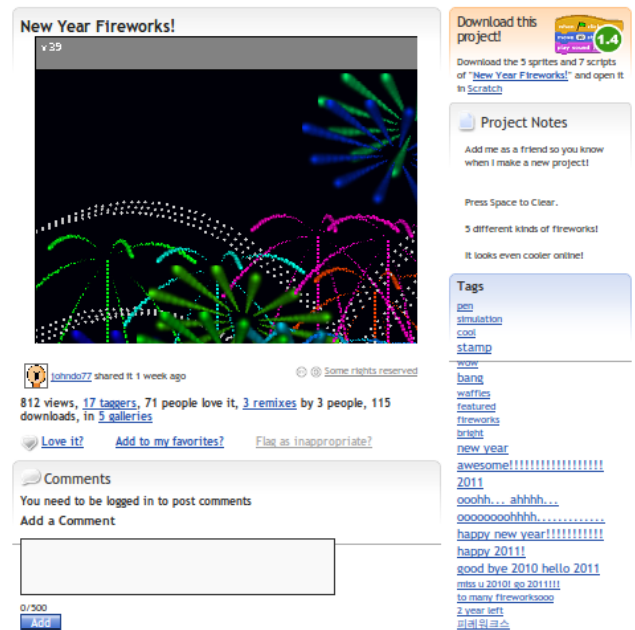 New Year Fireworks!
v 39
johndo77 shared it 1 week ago
Some rights reserved
812 views, 17 taggers, 71 people love it, 3 remixes by 3 people, 115
downloads, in 5 galleries
Love it?
Add to my favorites?
Flag as inappropriate?
Comments
You need to be logged in to post comments
Add a Comment
0/500
Add
Download this
project!
1.4
Download the 5 sprites and 7 scripts
of "New Year Fireworks!" and open it
in Scratch
Project Notes
Add me as a friend so you know
when I make a new project!
Press Space to Clear.
5 different kinds of fireworks!
It looks even cooler online!
Tags
pen
simulation
cool
stamp
wow
bang
waffles
featured
fireworks
bright
new year
awesome!!!!!!!!!!!!!!!!!!
2011
ooohh... ahhhh...
ooooooohhhh.............
happy new year!!!!!!!!!!!
happy 2011!
good bye 2010 hello 2011
miss u 2010! go 2011!!!
to many fireworksooo
2 year left
피레워크스